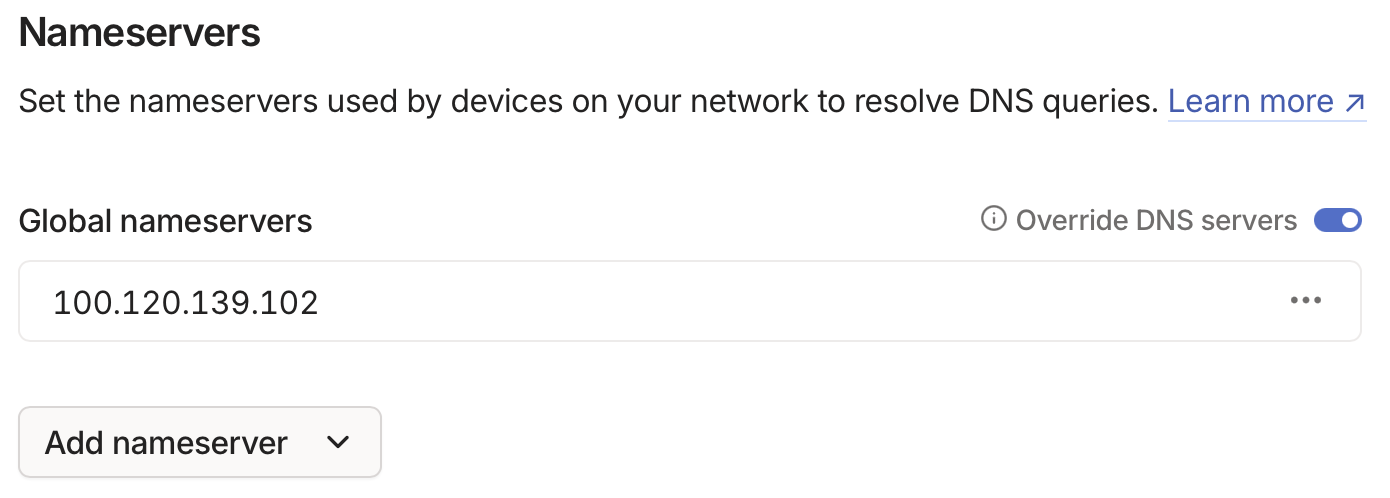 Nameservers
Set the nameservers used by devices on your network to resolve DNS queries. Learn more ↗
Global nameservers
Override DNS servers
100.120.139.102
Add nameserver